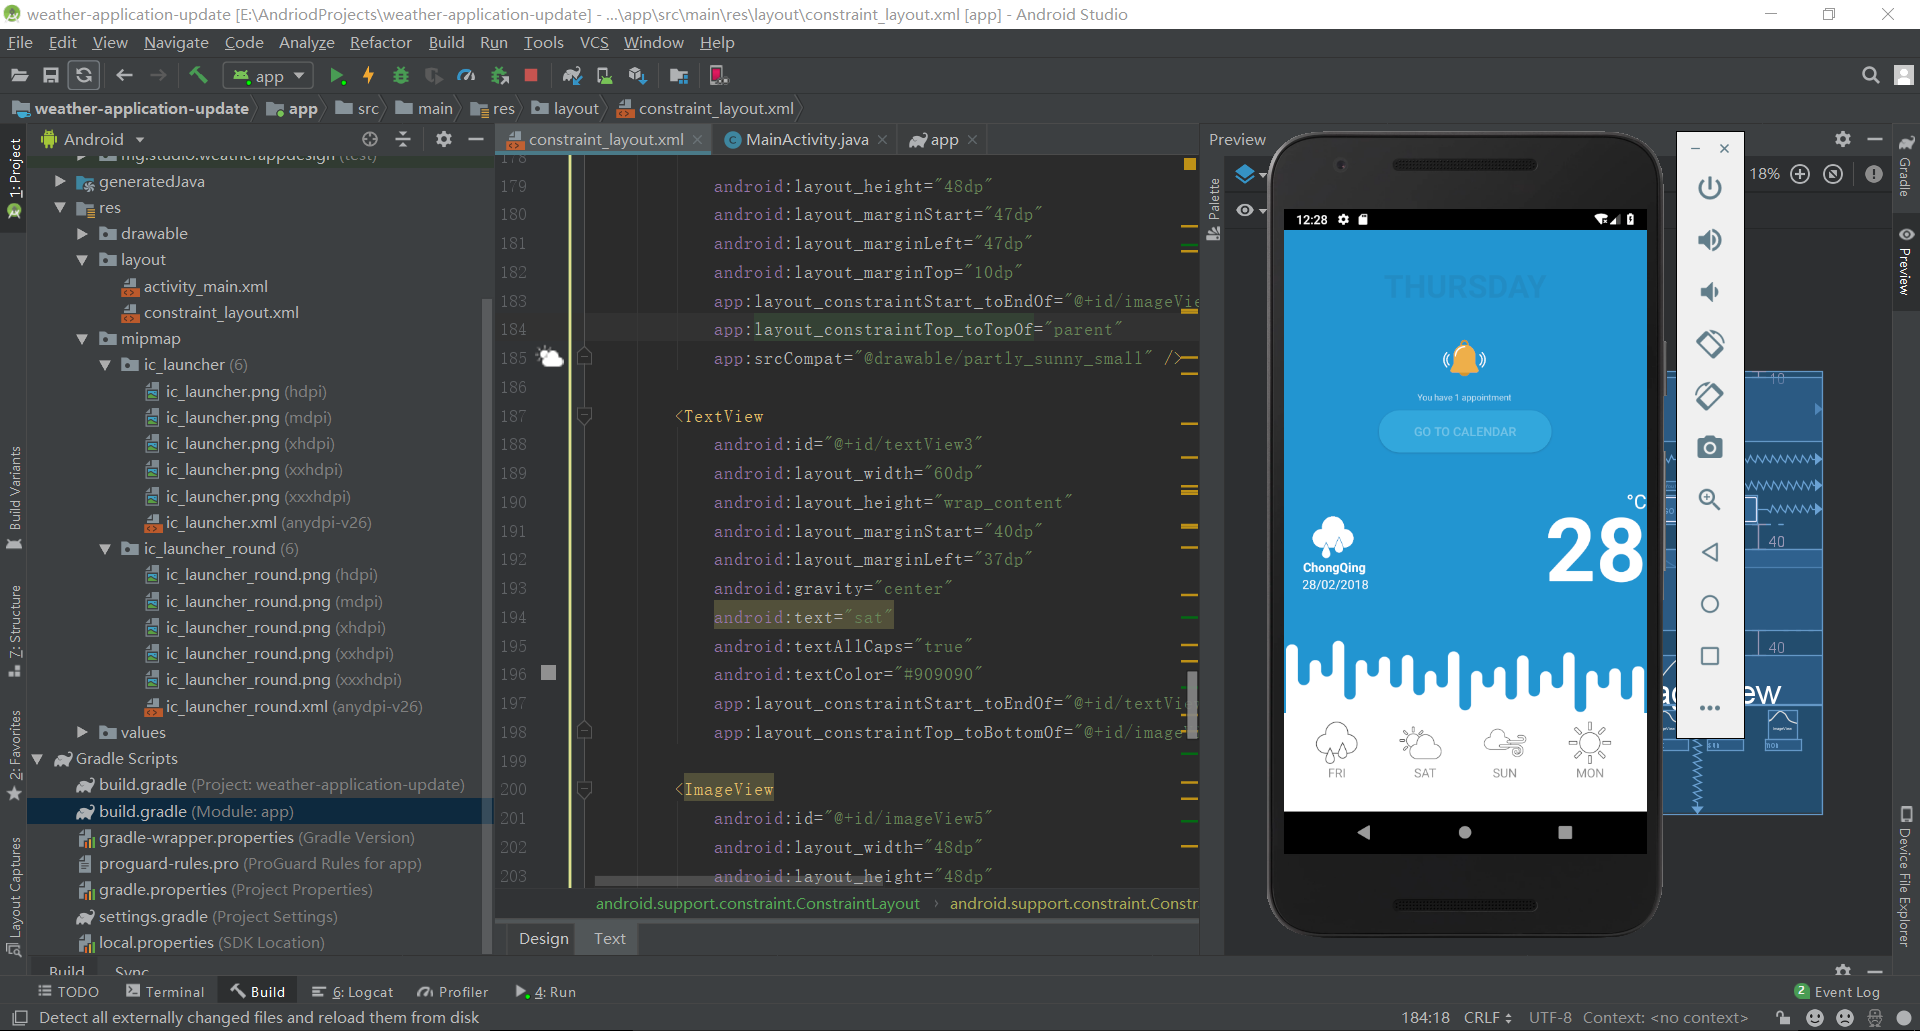 weather-application-update [E:\AndriodProjects\weather-application-update] - ...\app\src\main\res\layout\constraint_layout.xml [app] - Android Studio
File Edit View Navigate Code Analyze Refactor Build Run Tools VCS Window Help
app
weather-application-update app src main res layout constraint_layout.xml
Android
constraint_layout.xml MainActivity.java app
Preview
1: Project
Build Variants
7: Structure
2: Favorites
Layout Captures
mg.studio.weatherappdesign (test)
generatedJava
res
drawable
layout
activity_main.xml
constraint_layout.xml
mipmap
ic_launcher (6)
ic_launcher.png (hdpi)
ic_launcher.png (mdpi)
ic_launcher.png (xhdpi)
ic_launcher.png (xxhdpi)
ic_launcher.png (xxxhdpi)
ic_launcher.xml (anydpi-v26)
ic_launcher_round (6)
ic_launcher_round.png (hdpi)
ic_launcher_round.png (mdpi)
ic_launcher_round.png (xhdpi)
ic_launcher_round.png (xxhdpi)
ic_launcher_round.png (xxxhdpi)
ic_launcher_round.xml (anydpi-v26)
values
Gradle Scripts
build.gradle (Project: weather-application-update)
build.gradle (Module: app)
gradle-wrapper.properties (Gradle Version)
proguard-rules.pro (ProGuard Rules for app)
gradle.properties (Project Properties)
settings.gradle (Project Settings)
local.properties (SDK Location)
178
179 android:layout_height="48dp"
180 android:layout_marginStart="47dp"
181 android:layout_marginLeft="47dp"
182 android:layout_marginTop="10dp"
183 app:layout_constraintStart_toEndOf="@+id/imageVie
184 app:layout_constraintTop_toTopOf="parent"
185 app:srcCompat="@drawable/partly_sunny_small" />
186
187 <TextView
188 android:id="@+id/textView3"
189 android:layout_width="60dp"
190 android:layout_height="wrap_content"
191 android:layout_marginStart="40dp"
192 android:layout_marginLeft="37dp"
193 android:gravity="center"
194 android:text="sat"
195 android:textAllCaps="true"
196 android:textColor="#909090"
197 app:layout_constraintStart_toEndOf="@+id/textVi
198 app:layout_constraintTop_toBottomOf="@+id/image
199
200 <ImageView
201 android:id="@+id/imageView5"
202 android:layout_width="48dp"
203 android:layout_height="48dp"
android.support.constraint.ConstraintLayout android.support.constraint.Constr
Design Text
Palette
18%
12:28
THURSDAY
You have 1 appointment
GO TO CALENDAR
°C
28
ChongQing
28/02/2018
FRI SAT SUN MON
10
40
40
Gradle
Preview
Device File Explorer
Build Sync
TODO Terminal Build 6: Logcat Profiler 4: Run
2 Event Log
Detect all externally changed files and reload them from disk
184:18 CRLF UTF-8 Context: <no context>